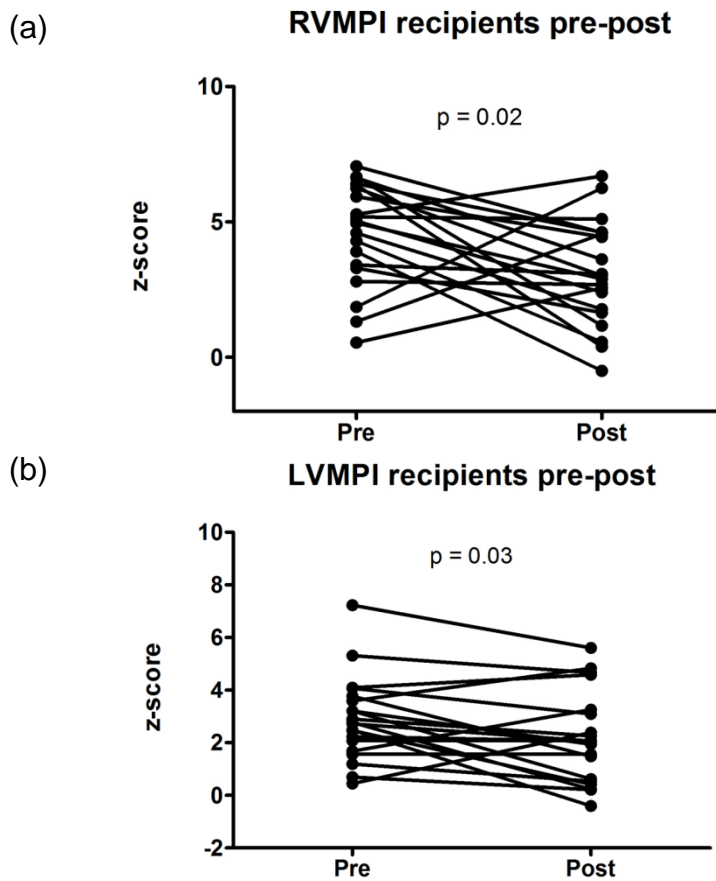 (a)
RVMPI recipients pre-post
10
p = 0.02
5
z-score
0
Pre Post
(b)
LVMPI recipients pre-post
10
p = 0.03
8
6
4
z-score
2
0
-2
Pre Post